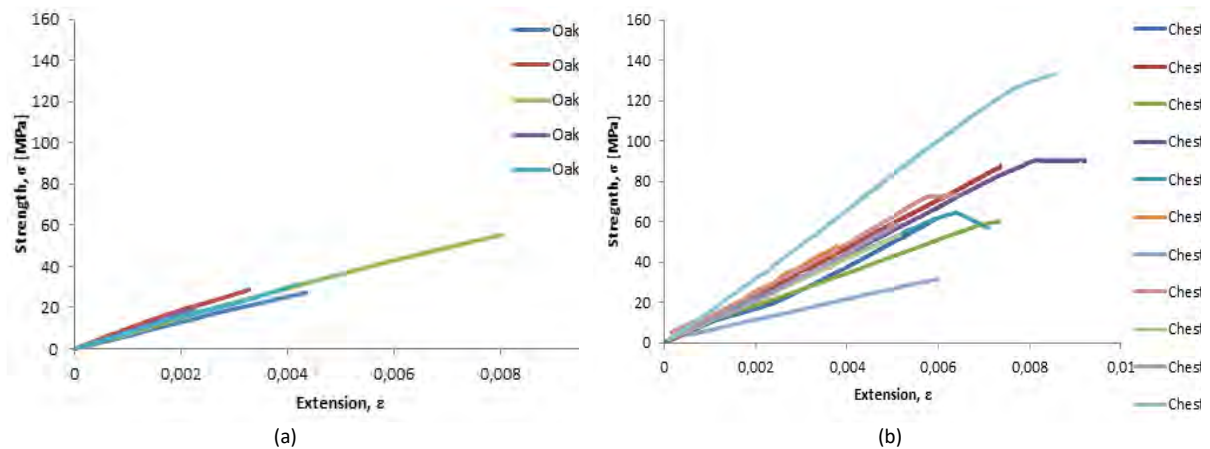 160
140
120
100
80
60
40
20
0
Strength, σ [MPa]
0
0,002
0,004
0,006
0,008
Extension, ε
Oak
Oak
Oak
Oak
Oak
(a)
160
140
120
100
80
60
40
20
0
Stregnth, σ [MPa]
0
0,002
0,004
0,006
0,008
0,01
Extension, ε
Chest
Chest
Chest
Chest
Chest
Chest
Chest
Chest
Chest
Chest
Chest
(b)